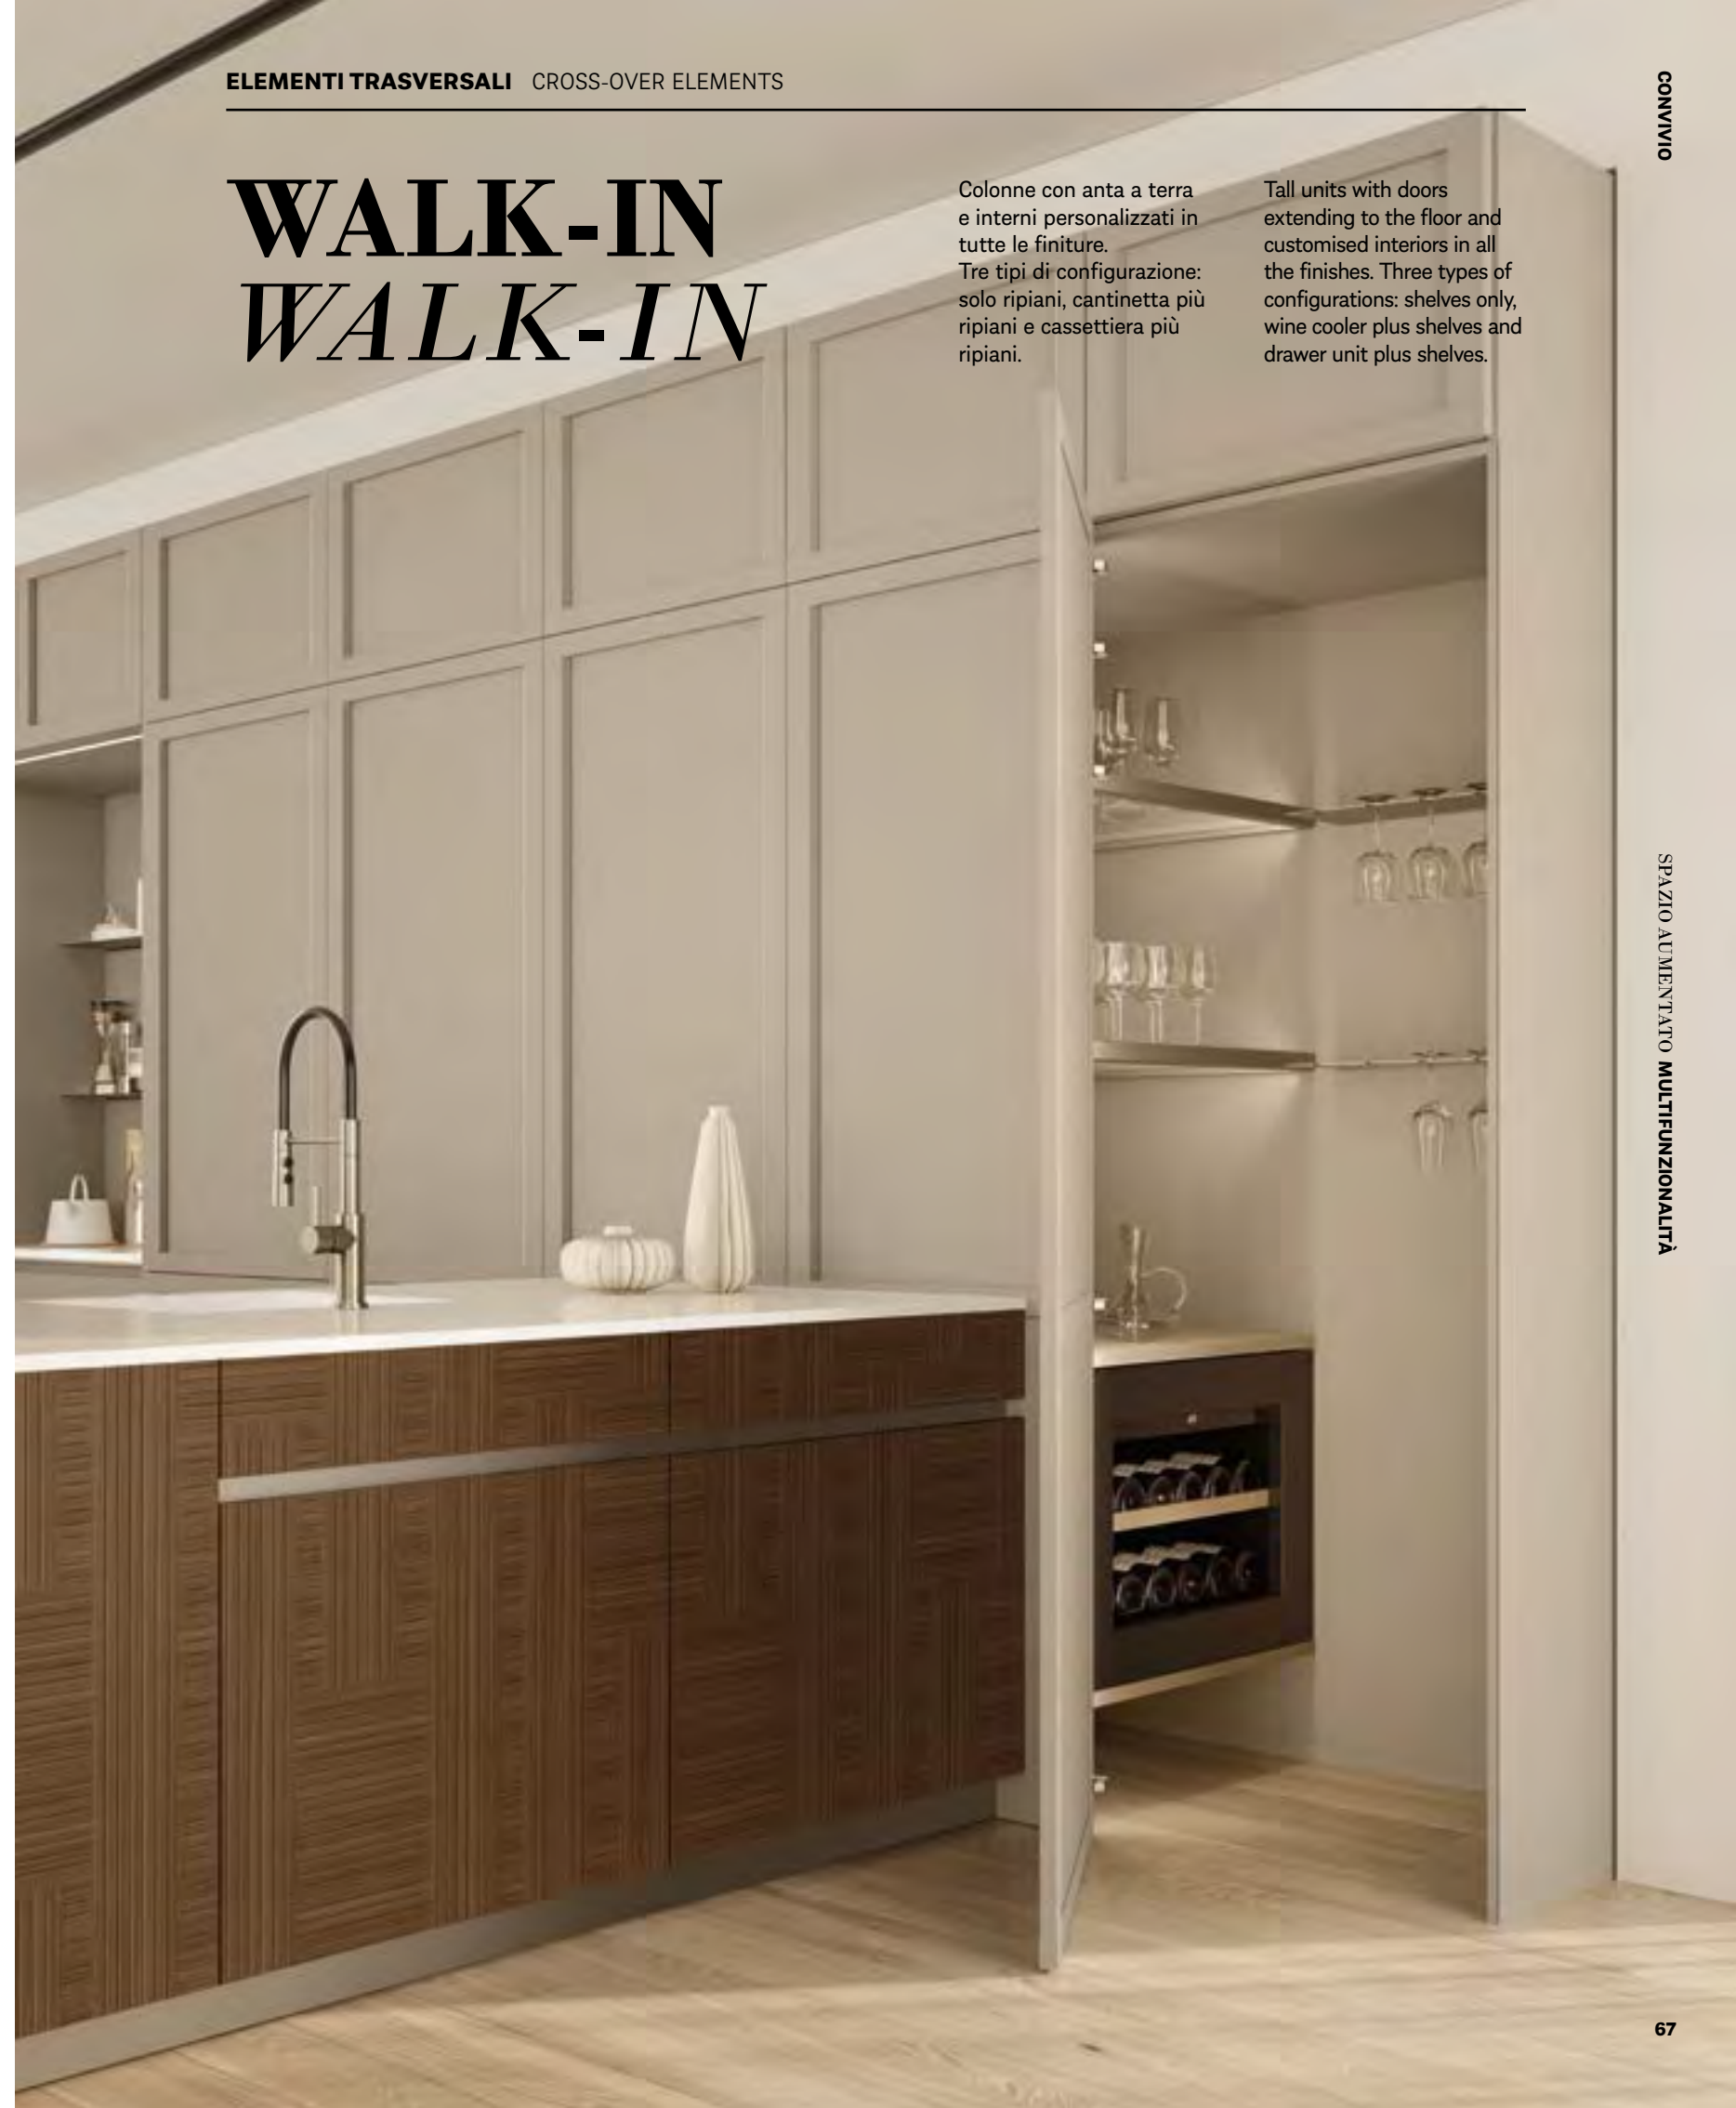 ELEMENTI TRASVERSALI CROSS-OVER ELEMENTS
WALK-IN
WALK-IN
Colonne con anta a terra
e interni personalizzati in
tutte le finiture.
Tre tipi di configurazione:
solo ripiani, cantinetta più
ripiani e cassettiera più
ripiani.
Tall units with doors
extending to the floor and
customised interiors in all
the finishes. Three types of
configurations: shelves only,
wine cooler plus shelves and
drawer unit plus shelves.
CONVIVIO
SPAZIO AUMENTATO MULTIFUNZIONALITÀ
67